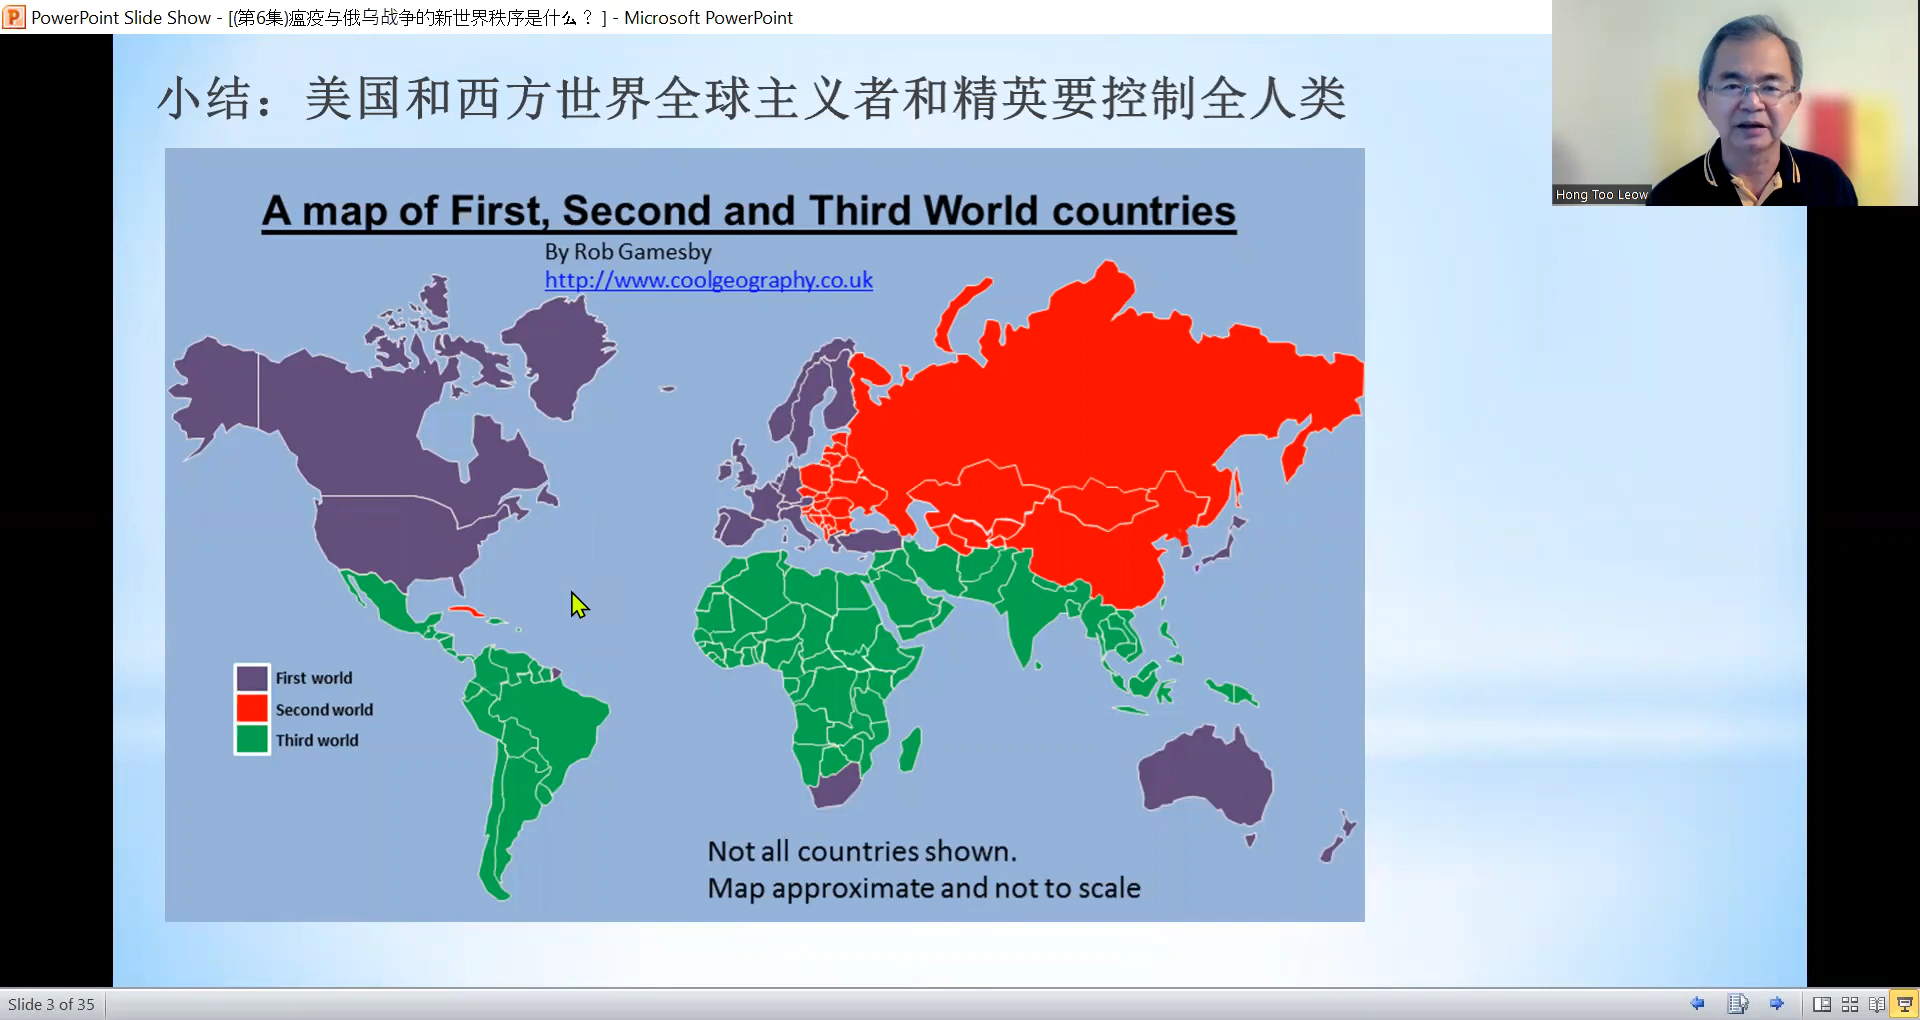 PowerPoint Slide Show - [(第6集)瘟疫与俄乌战争的新世界秩序是什么？ ] - Microsoft PowerPoint
小结：美国和西方世界全球主义者和精英要控制全人类
Hong Too Leow
A map of First, Second and Third World countries
By Rob Gamesby
http://www.coolgeography.co.uk
First world
Second world
Third world
Not all countries shown.
Map approximate and not to scale
Slide 3 of 35